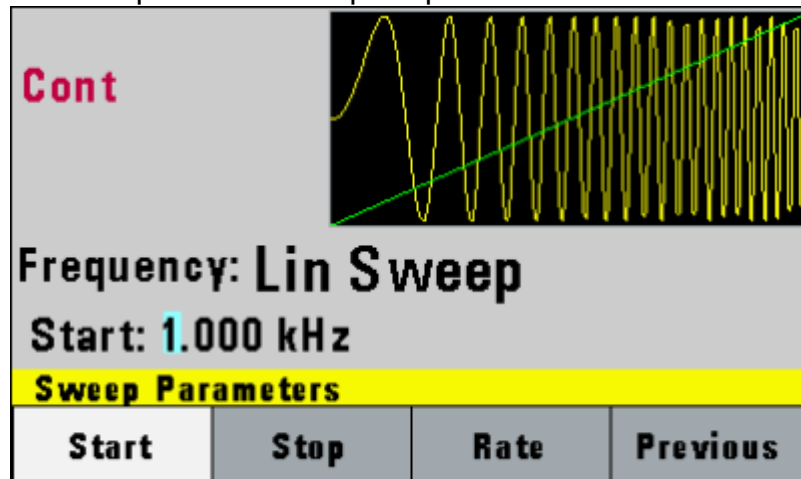 Cont
Frequency: Lin Sweep
Start: 1.000 kHz
Sweep Parameters
Start Stop Rate Previous